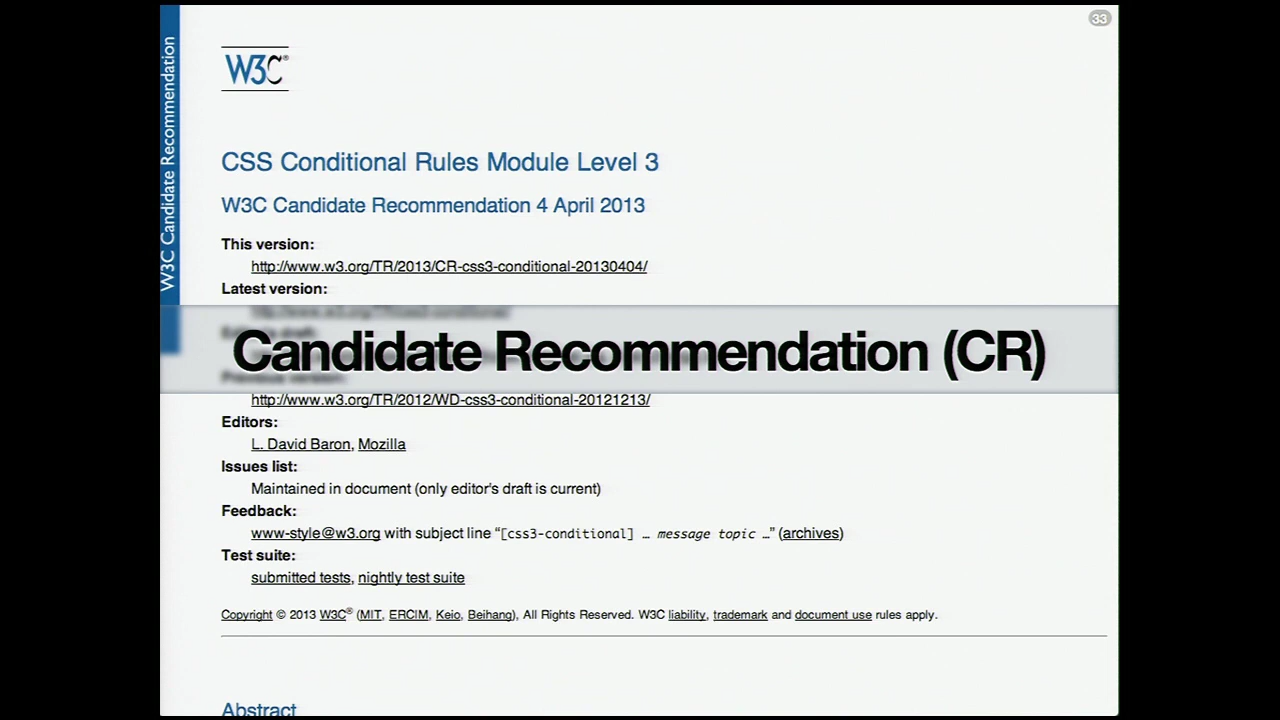 33
W3C Candidate Recommendation
W3C®
CSS Conditional Rules Module Level 3
W3C Candidate Recommendation 4 April 2013
This version:
http://www.w3.org/TR/2013/CR-css3-conditional-20130404/
Latest version:
Candidate Recommendation (CR)
http://www.w3.org/TR/2012/WD-css3-conditional-20121213/
Editors:
L. David Baron, Mozilla
Issues list:
Maintained in document (only editor's draft is current)
Feedback:
www-style@w3.org with subject line “[css3-conditional] … message topic …” (archives)
Test suite:
submitted tests, nightly test suite
Copyright © 2013 W3C® (MIT, ERCIM, Keio, Beihang), All Rights Reserved. W3C liability, trademark and document use rules apply.
Abstract